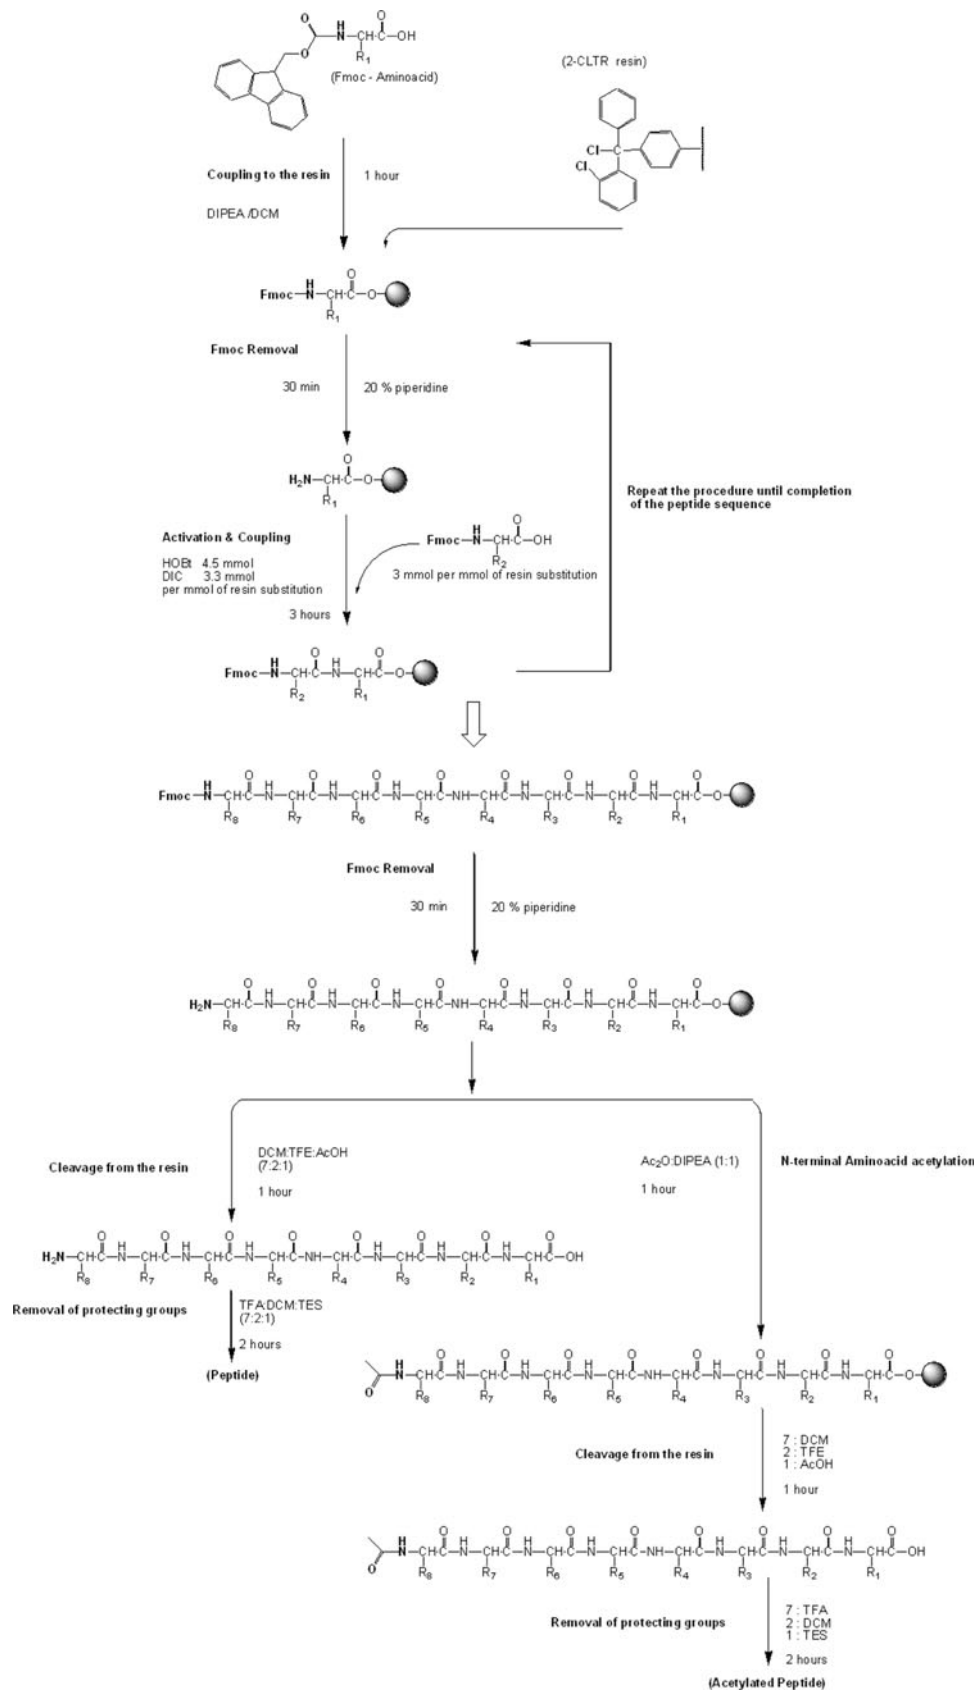 (Fmoc - Aminoacid)
(2-CLTR resin)
Coupling to the resin
1 hour
DIPEA /DCM
Fmoc Removal
30 min
20 % piperidine
Activation & Coupling
HOBt 4.5 mmol
DIC 3.3 mmol
per mmol of resin substitution
3 hours
3 mmol per mmol of resin substitution
Repeat the procedure until completion
of the peptide sequence
Fmoc Removal
30 min
20 % piperidine
Cleavage from the resin
DCM:TFE:AcOH
(7:2:1)
1 hour
Ac2O:DIPEA (1:1)
1 hour
N-terminal Aminoacid acetylation
Removal of protecting groups
TFA:DCM:TES
(7:2:1)
2 hours
(Peptide)
Cleavage from the resin
7 : DCM
2 : TFE
1 : AcOH
1 hour
Removal of protecting groups
7 : TFA
2 : DCM
1 : TES
2 hours
(Acetylated Peptide)